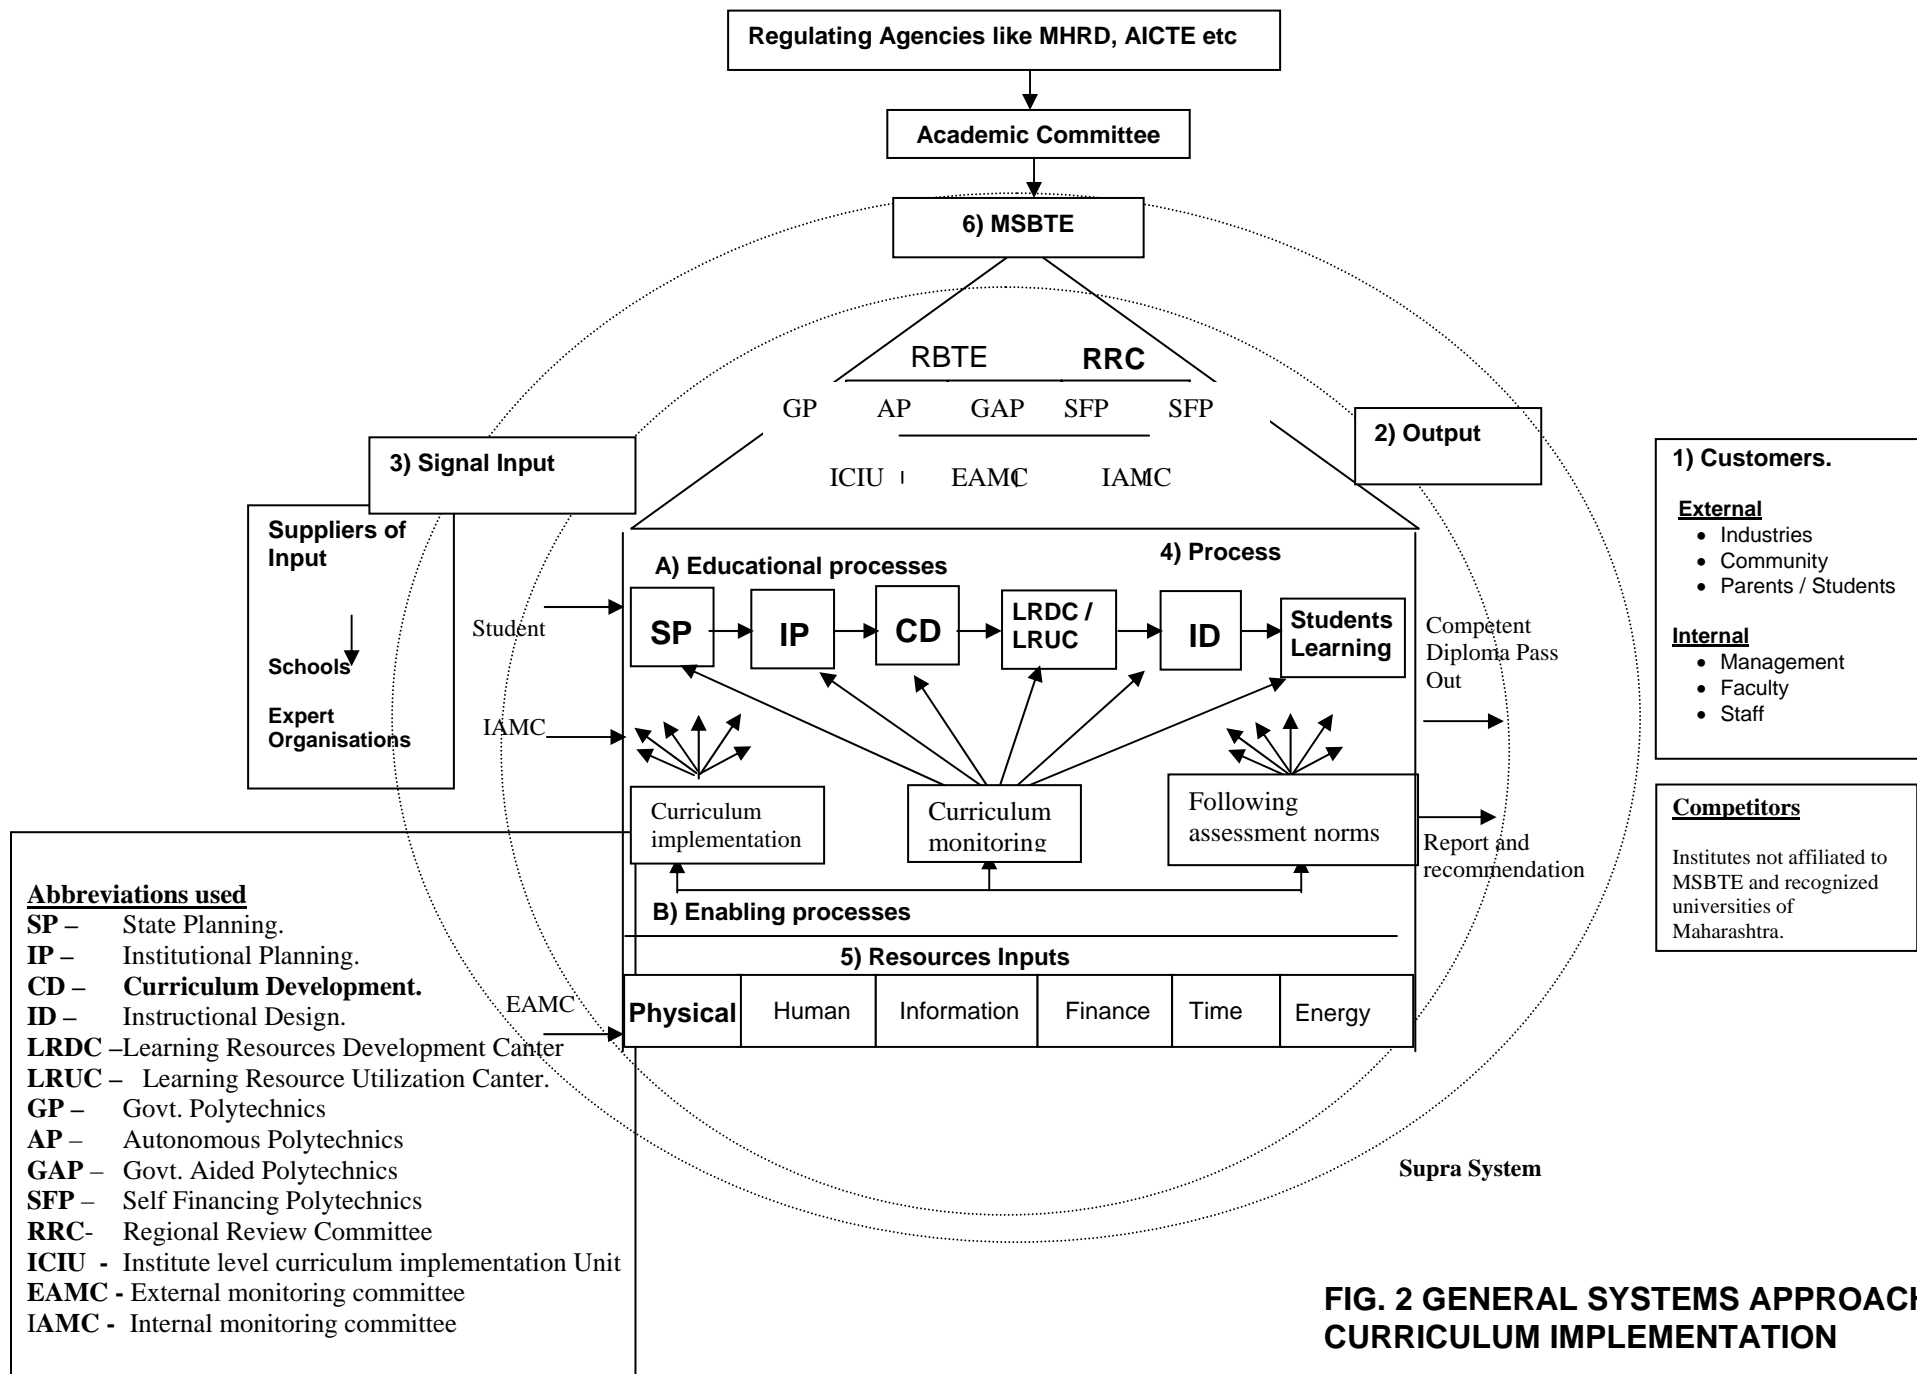 Regulating Agencies like MHRD, AICTE etc
Academic Committee
6) MSBTE
RBTE RRC
GP AP GAP SFP SFP
ICIU EAMC IAMC
3) Signal Input
2) Output
Suppliers of
Input
Schools
Expert
Organisations
1) Customers.
External
• Industries
• Community
• Parents / Students
Internal
• Management
• Faculty
• Staff
Competitors
Institutes not affiliated to
MSBTE and recognized
universities of
Maharashtra.
4) Process
A) Educational processes
Student
SP IP CD LRDC /
LRUC
ID Students
Learning
Competent
Diploma Pass
Out
IAMC
Curriculum
implementation
Curriculum
monitoring
Following
assessment norms
Report and
recommendation
B) Enabling processes
5) Resources Inputs
EAMC
Physical Human Information Finance Time Energy
Abbreviations used
SP – State Planning.
IP – Institutional Planning.
CD – Curriculum Development.
ID – Instructional Design.
LRDC –Learning Resources Development Canter
LRUC – Learning Resource Utilization Canter.
GP – Govt. Polytechnics
AP – Autonomous Polytechnics
GAP – Govt. Aided Polytechnics
SFP – Self Financing Polytechnics
RRC- Regional Review Committee
ICIU - Institute level curriculum implementation Unit
EAMC - External monitoring committee
IAMC - Internal monitoring committee
Supra System
FIG. 2 GENERAL SYSTEMS APPROACH
CURRICULUM IMPLEMENTATION